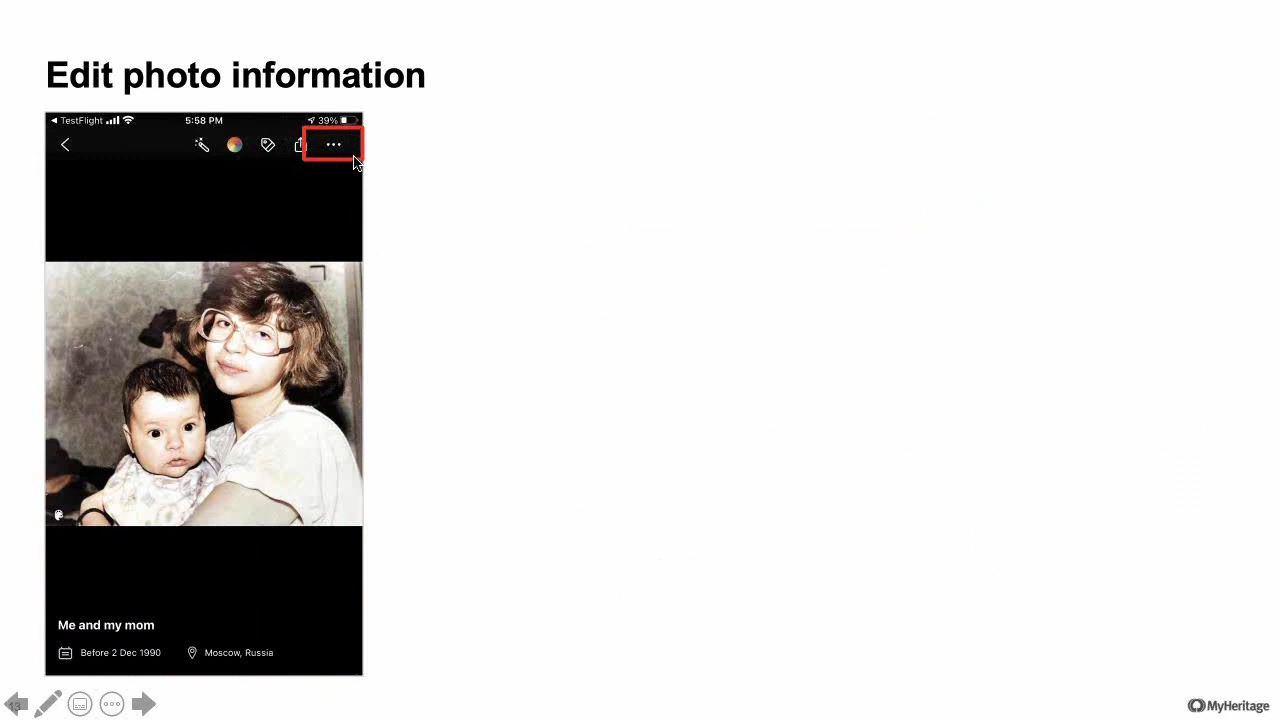 Edit photo information
TestFlight 5:58 PM 39%
Me and my mom
Before 2 Dec 1990 Moscow, Russia
13
MyHeritage